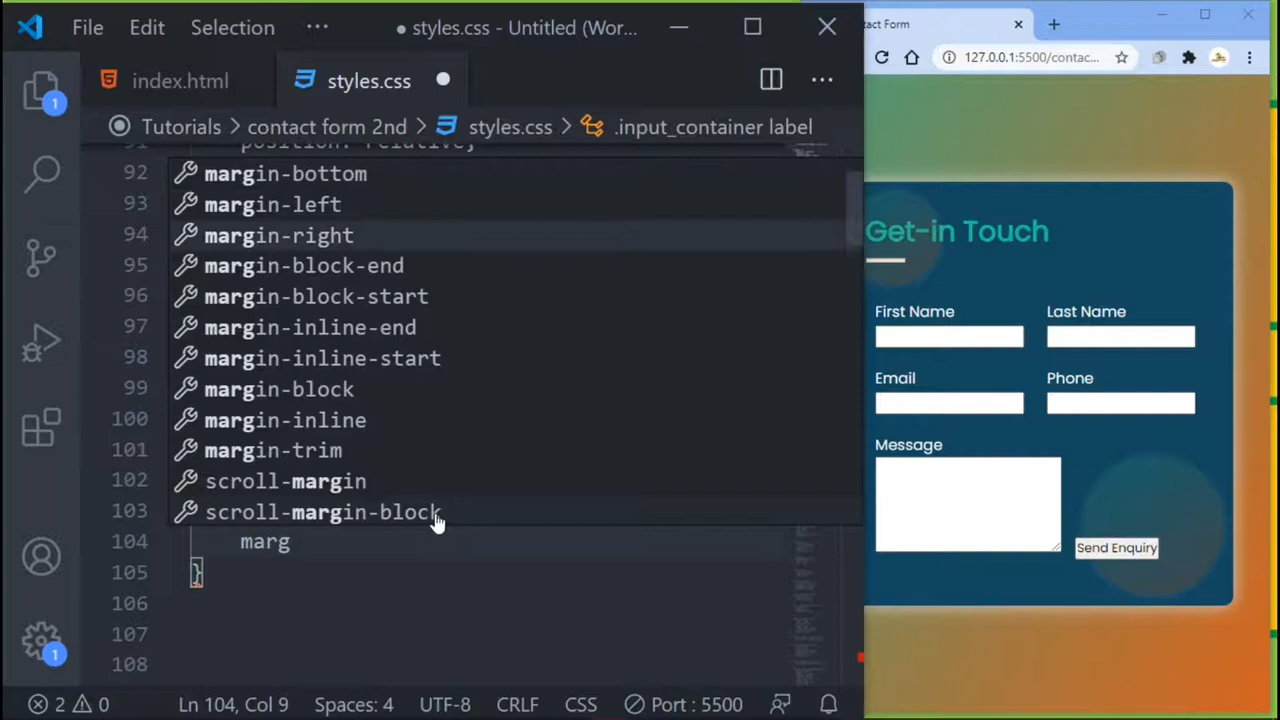 File Edit Selection ··· ● styles.css - Untitled (Wor...
index.html styles.css ●
Tutorials > contact form 2nd > styles.css > .input_container label
position: relative;
92 margin-bottom
93 margin-left
94 margin-right
95 margin-block-end
96 margin-block-start
97 margin-inline-end
98 margin-inline-start
99 margin-block
100 margin-inline
101 margin-trim
102 scroll-margin
103 scroll-margin-block
104 marg
105 }
106
107
108
1
1
2 0 Ln 104, Col 9 Spaces: 4 UTF-8 CRLF CSS Port : 5500
tact Form
127.0.0.1:5500/contac...
Get-in Touch
First Name Last Name
Email Phone
Message
Send Enquiry